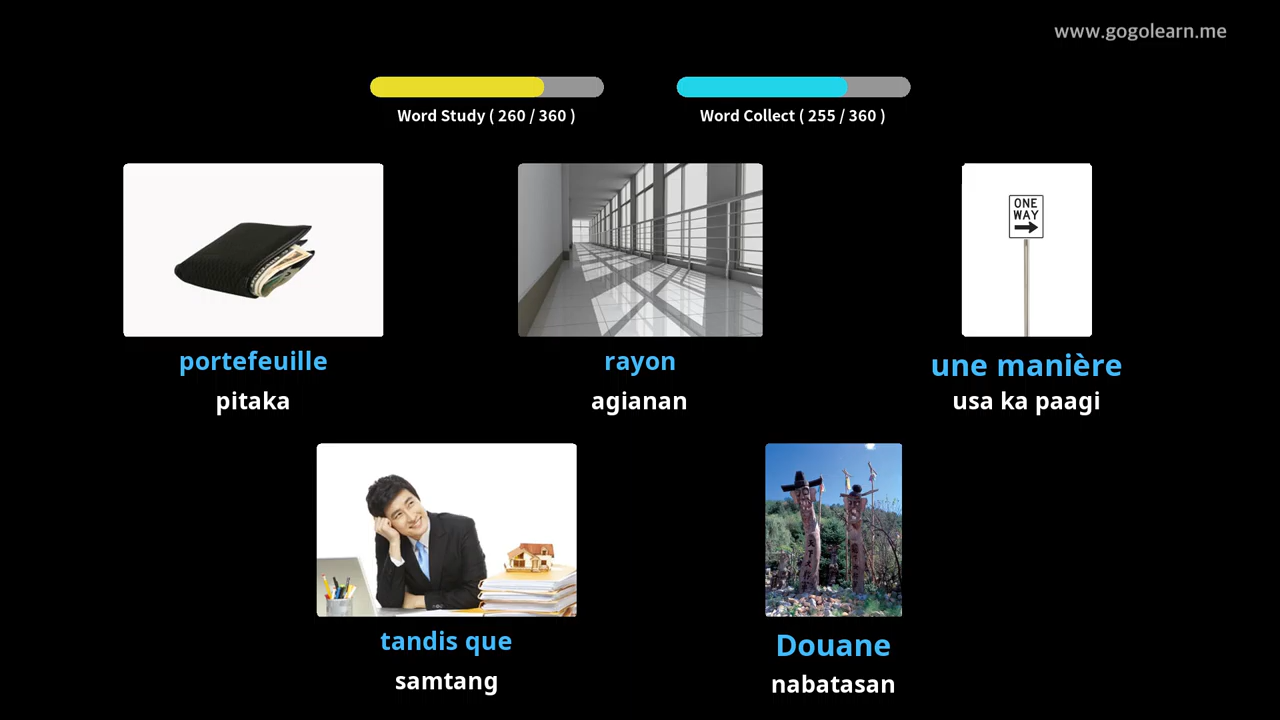 www.gogolearn.me
Word Study ( 260 / 360 )
Word Collect ( 255 / 360 )
ONE
WAY
portefeuille
rayon
une manière
pitaka
agianan
usa ka paagi
tandis que
Douane
samtang
nabatasan